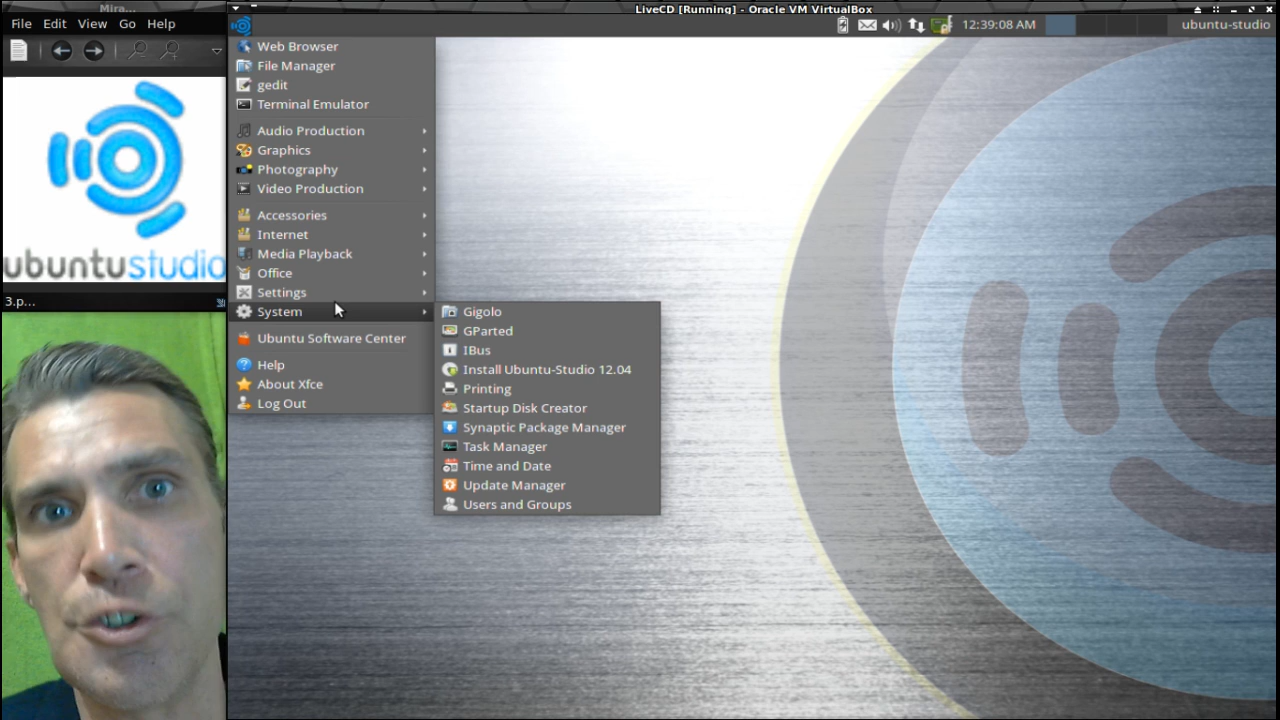 Mira...
LiveCD [Running] - Oracle VM VirtualBox
File Edit View Go Help
12:39:08 AM
ubuntu-studio
ubuntustudio
3.p...
Web Browser
File Manager
gedit
Terminal Emulator
Audio Production
Graphics
Photography
Video Production
Accessories
Internet
Media Playback
Office
Settings
System
Ubuntu Software Center
Help
About Xfce
Log Out
Gigolo
GParted
IBus
Install Ubuntu-Studio 12.04
Printing
Startup Disk Creator
Synaptic Package Manager
Task Manager
Time and Date
Update Manager
Users and Groups